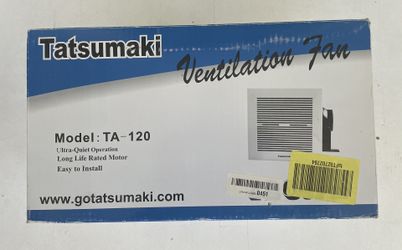 Tatsumaki
Ventilation Fan
Model: TA-120
Ultra-Quiet Operation
Long Life Rated Motor
Easy to Install
www.gotatsumaki.com
0451